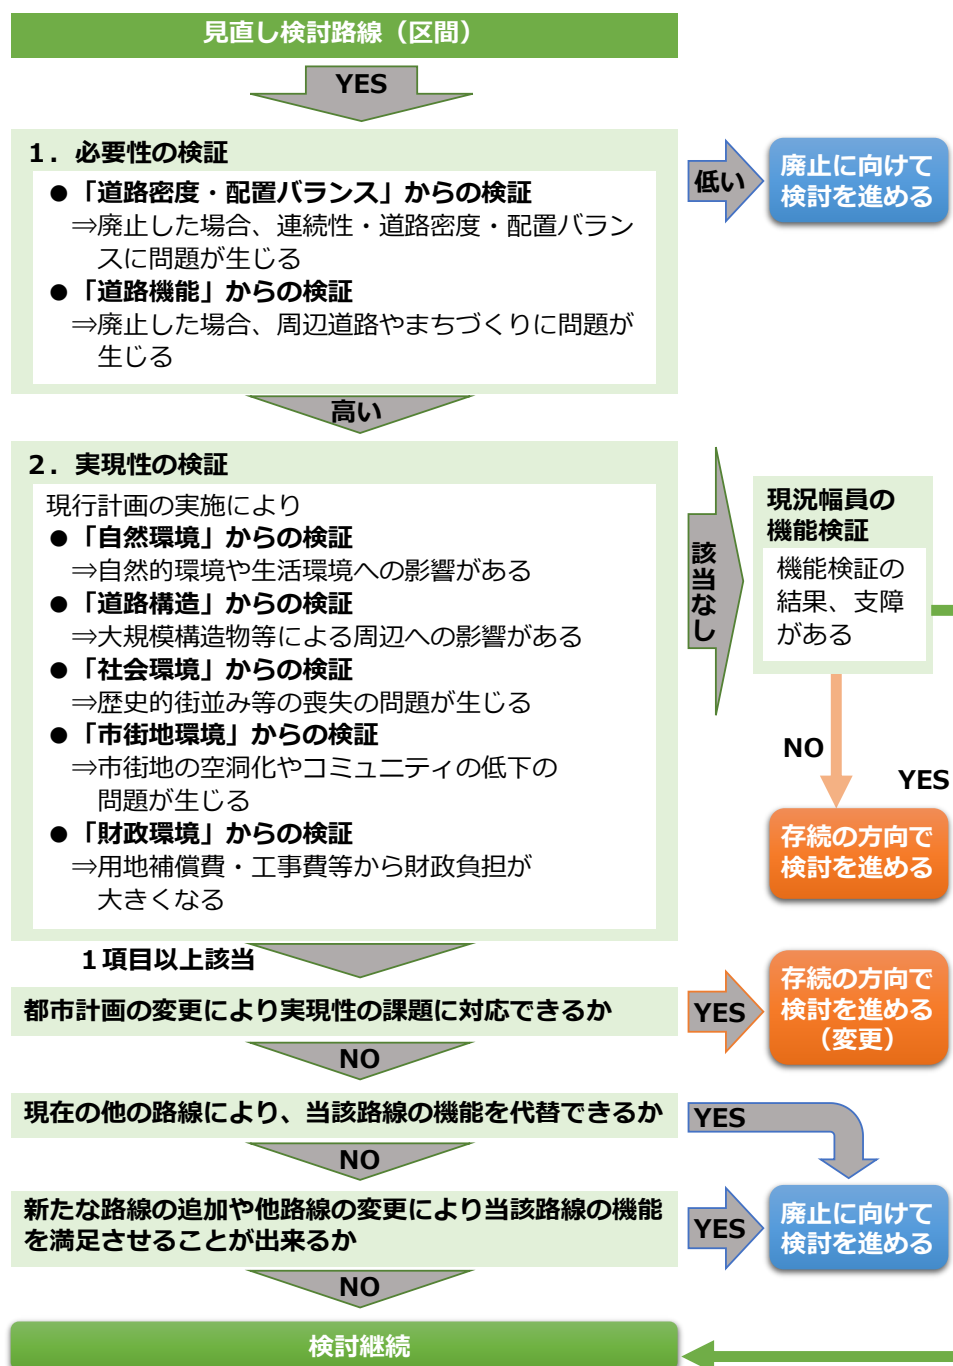 見直し検討路線（区間）
YES
１．必要性の検証
●「道路密度・配置バランス」からの検証
⇒廃止した場合、連続性・道路密度・配置バラン
スに問題が生じる
●「道路機能」からの検証
⇒廃止した場合、周辺道路やまちづくりに問題が
生じる
低い
廃止に向けて
検討を進める
高い
２．実現性の検証
現行計画の実施により
●「自然環境」からの検証
⇒自然的環境や生活環境への影響がある
●「道路構造」からの検証
⇒大規模構造物等による周辺への影響がある
●「社会環境」からの検証
⇒歴史的街並み等の喪失の問題が生じる
●「市街地環境」からの検証
⇒市街地の空洞化やコミュニティの低下の
問題が生じる
●「財政環境」からの検証
⇒用地補償費・工事費等から財政負担が
大きくなる
該当なし
現況幅員の
機能検証
機能検証の
結果、支障
がある
NO
YES
存続の方向で
検討を進める
１項目以上該当
都市計画の変更により実現性の課題に対応できるか
YES
存続の方向で
検討を進める
（変更）
NO
現在の他の路線により、当該路線の機能を代替できるか
YES
NO
新たな路線の追加や他路線の変更により当該路線の機能
を満足させることが出来るか
YES
廃止に向けて
検討を進める
NO
検討継続